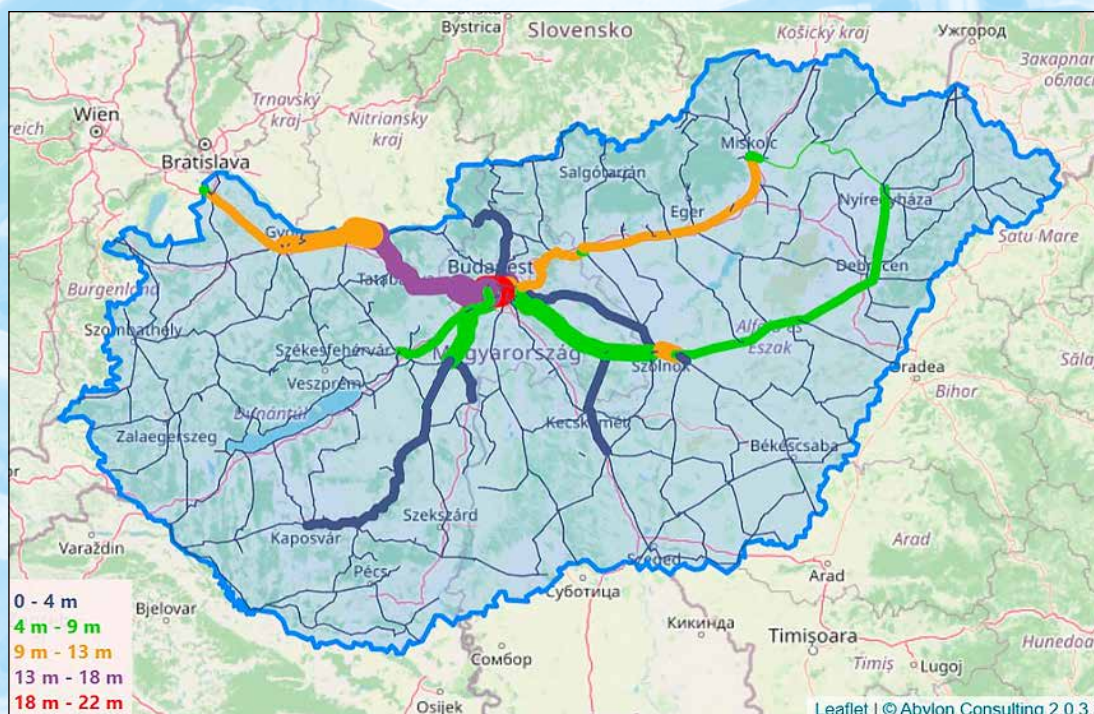 Bystrica
Slovensko
Košický kraj
Ужгород
Закарпат
област
Wien
Trnavský
kraj
Nitriansky
kraj
reich
Bratislava
Miskolc
Salgótarján
Nyíregyháza
Eger
Győr
Satu Mare
Budapest
Debrecen
Burgenland
Szombathely
Alföld és
Észak
Székesfehérvár
Magyarország
Szolnok
Veszprém
Oradea
Bihor
Dunántúl
Kecskemét
Zalaegerszeg
Békéscsaba
Szekszárd
Kaposvár
Varaždin
Arad
Szeged
Pécs
Суботица
Arad
0 - 4 m
4 m - 9 m
9 m - 13 m
13 m - 18 m
18 m - 22 m
Bjelovar
Кикинда
Timișoara
Hunedoa
Сомбор
Timiș
Lugoj
Osijek
Leaflet | © Abylon Consulting 2.0.3